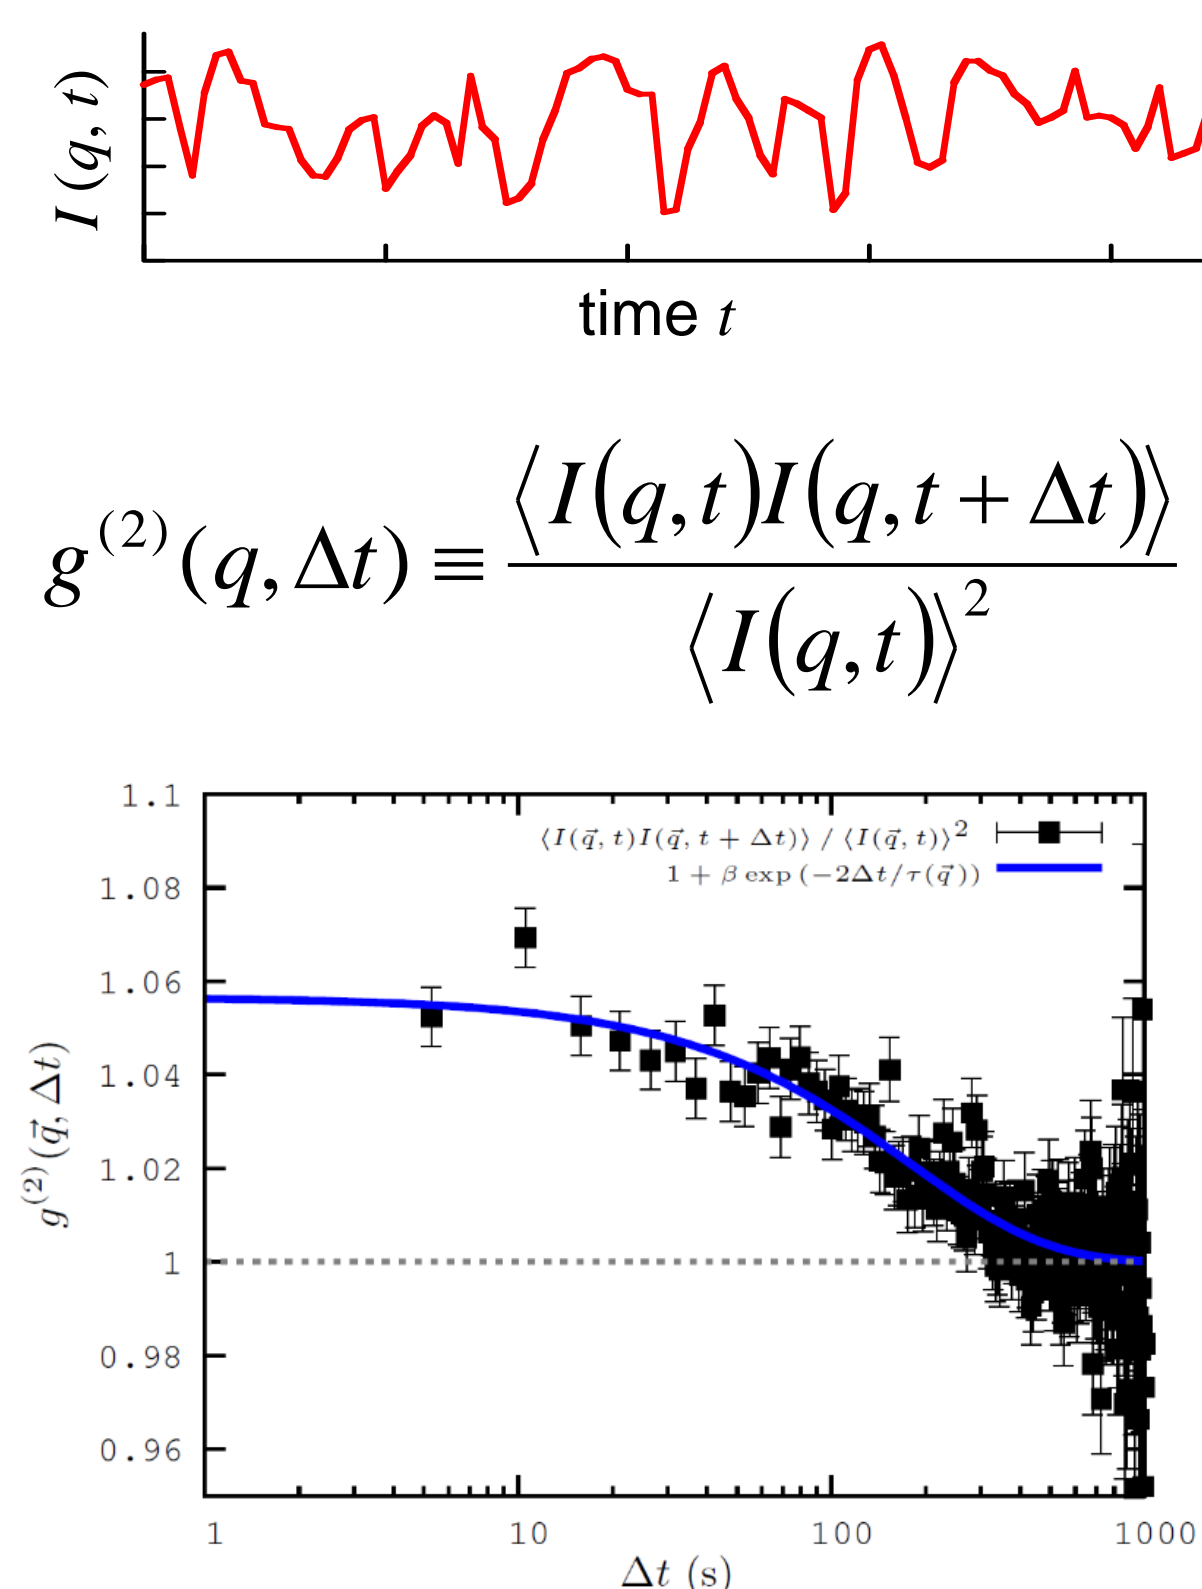 I (q, t)
time t
g⁽²⁾(q, Δt) ≡ ⟨I(q,t)I(q,t + Δt)⟩ / ⟨I(q,t)⟩²
1.1
1.08
1.06
1.04
1.02
1
0.98
0.96
g⁽²⁾(q⃗, Δt)
⟨I(q⃗, t)I(q⃗, t + Δt)⟩ / ⟨I(q⃗, t)⟩²
1 + β exp (−2Δt/τ(q⃗ ))
1 10 100 1000
Δt (s)